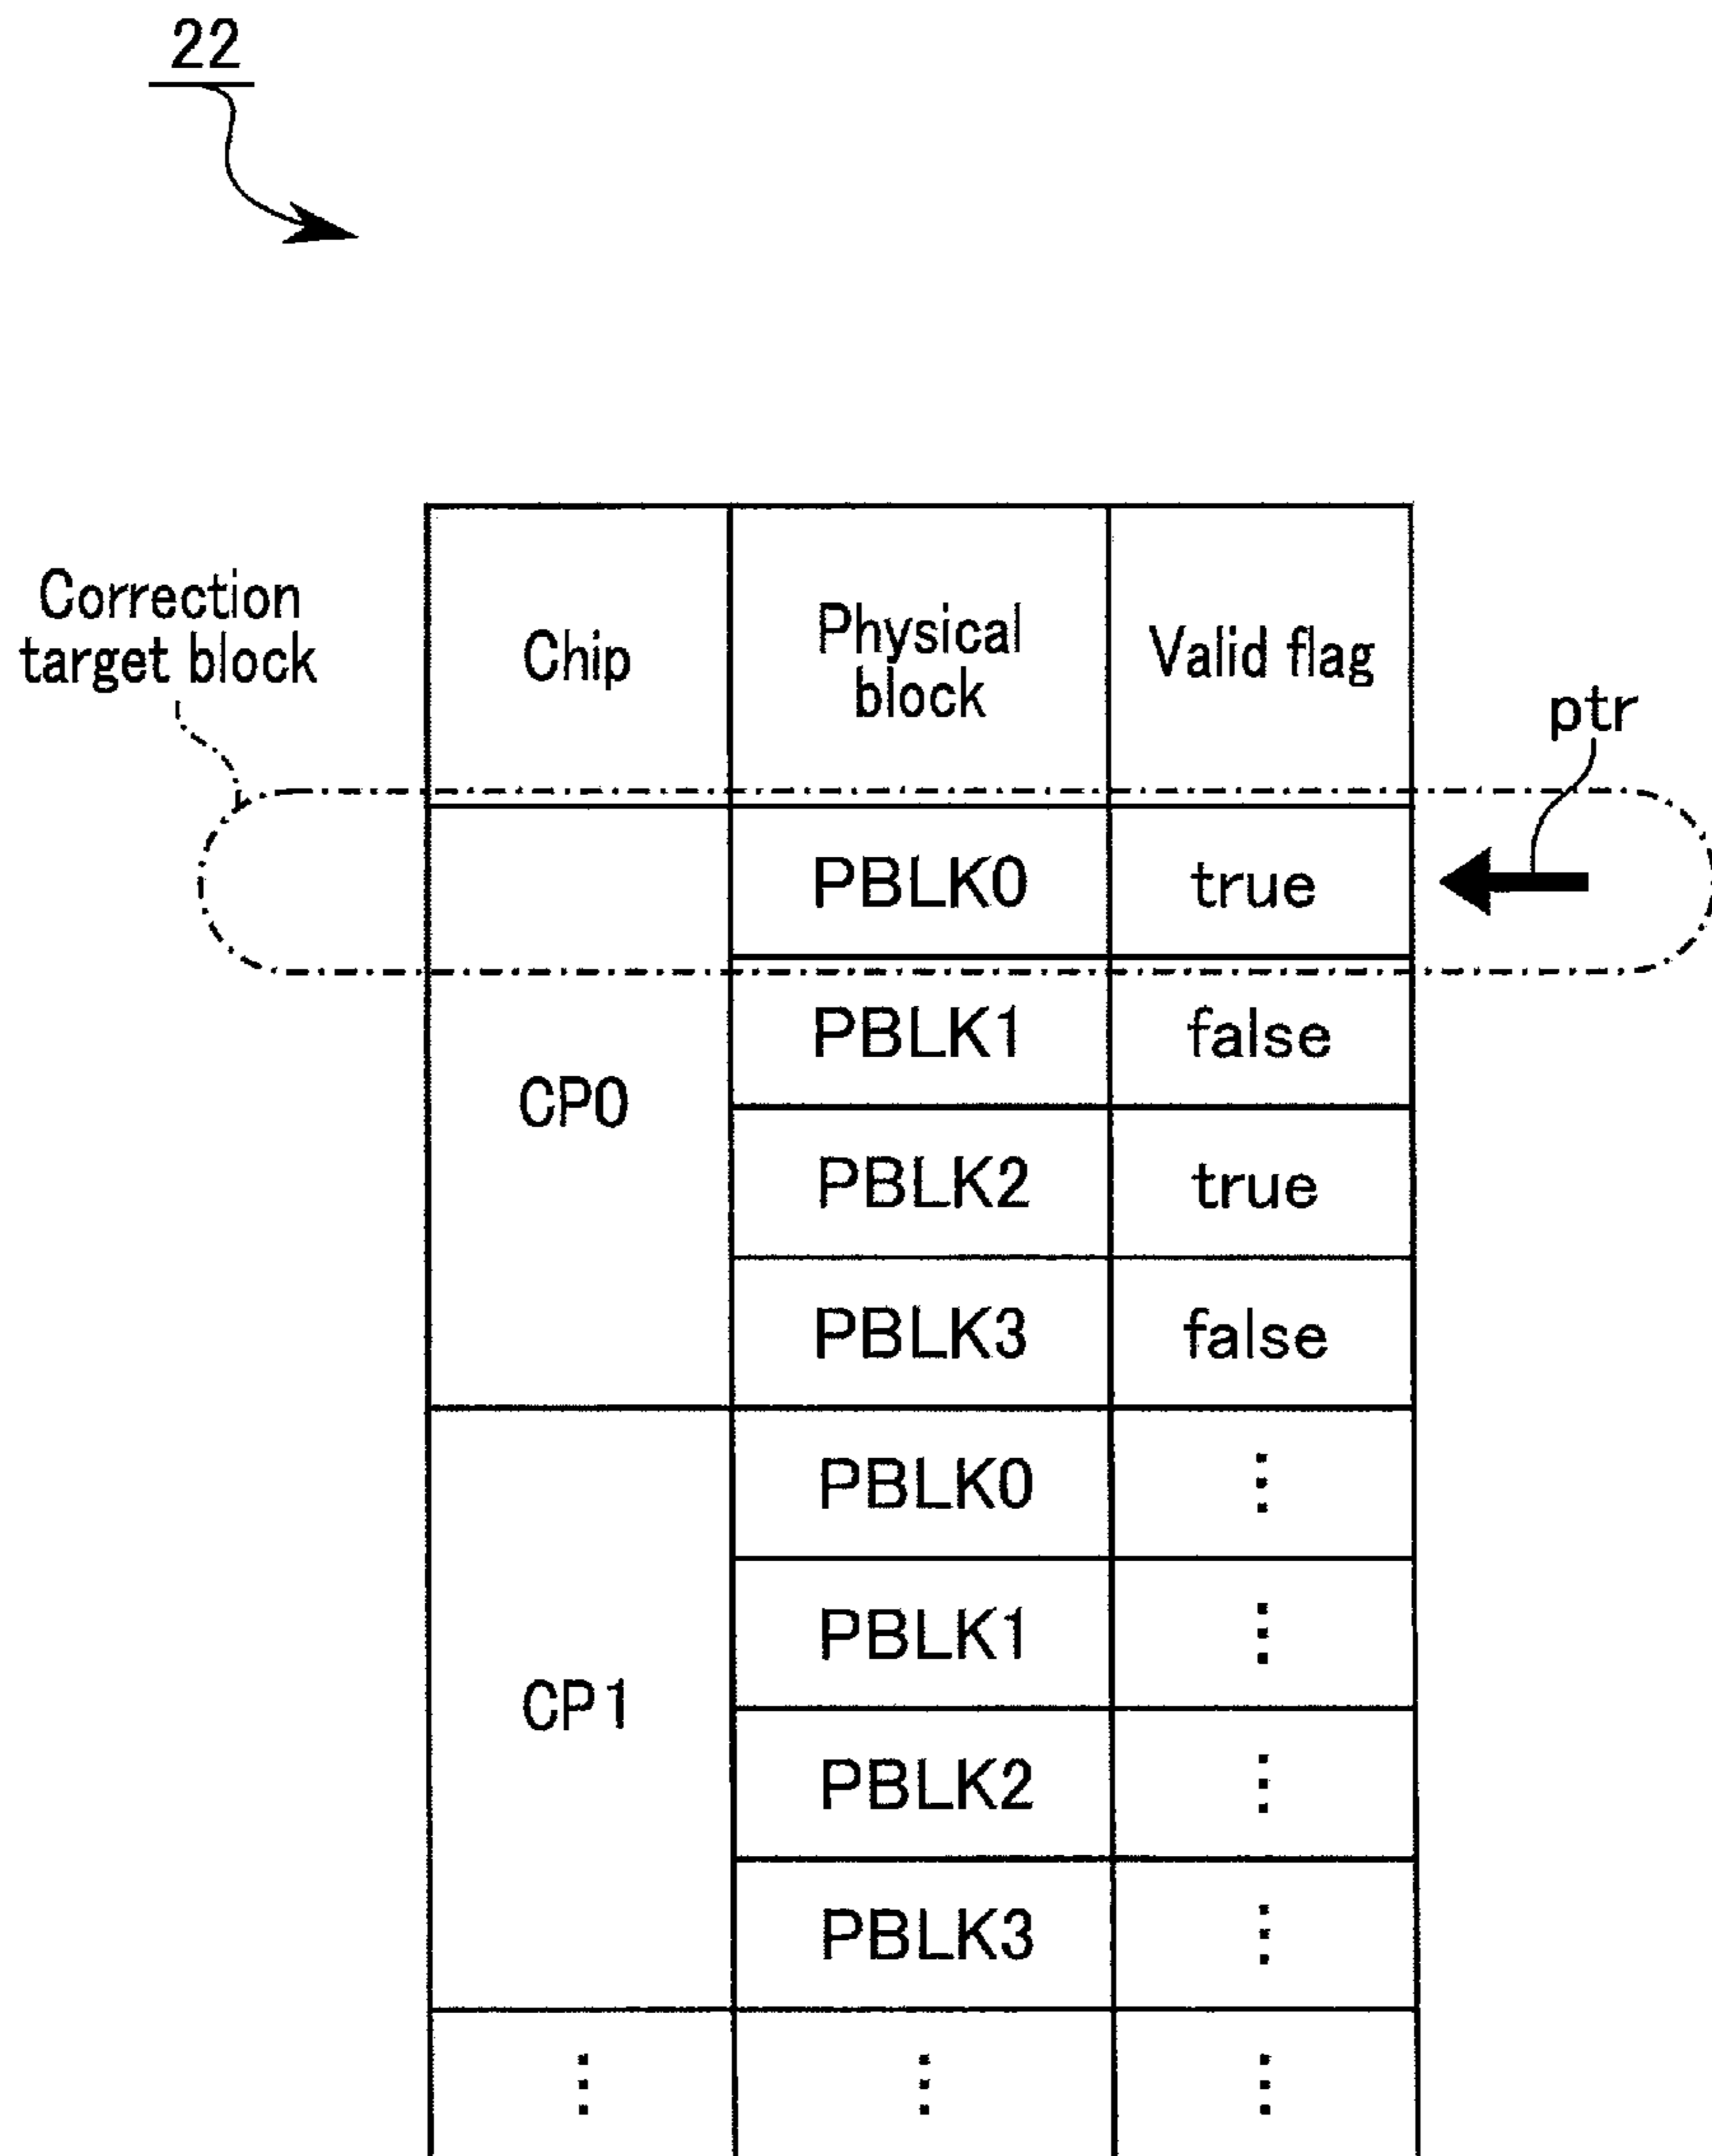 22
Correction
target block
Chip
Physical
block
Valid flag
ptr
CP0
PBLK0
true
PBLK1
false
PBLK2
true
PBLK3
false
CP1
PBLK0
⋮
PBLK1
⋮
PBLK2
⋮
PBLK3
⋮
⋮
⋮
⋮